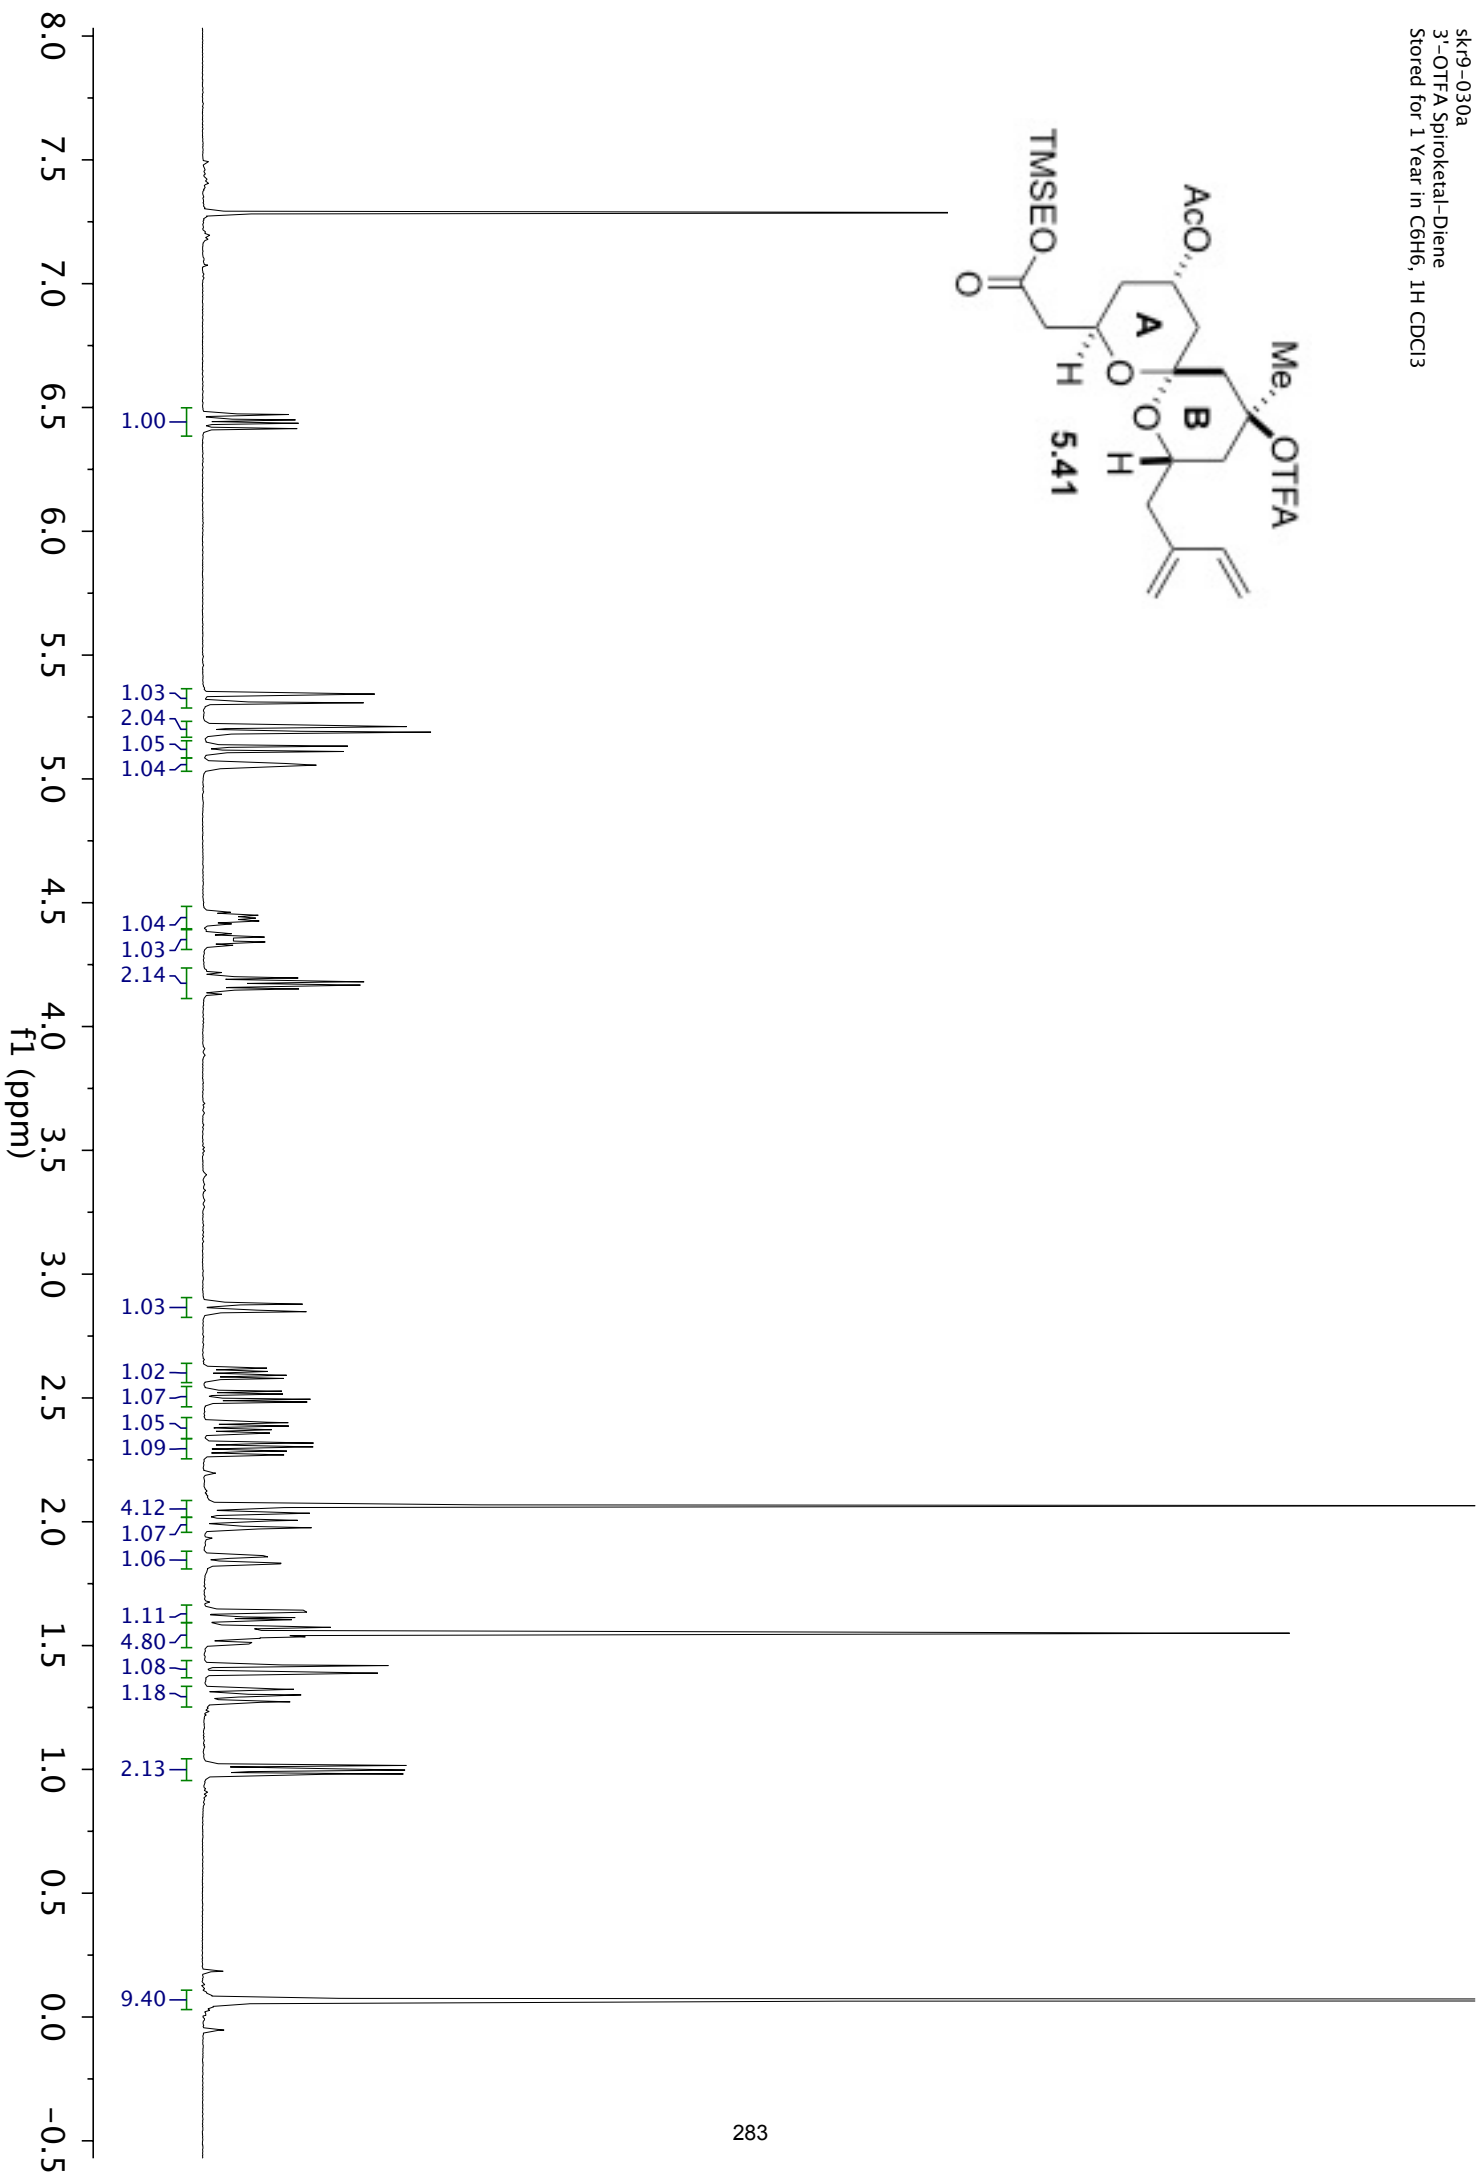 skr9-030a
3'-OTFA Spiroketal-Diene
Stored for 1 Year in C6H6, 1H CDCl3
Me
OTFA
AcO
B
A
O
O
H
H
TMSEO
O
5.41
1.00
1.03
2.04
1.05
1.04
1.04
1.03
2.14
1.03
1.02
1.07
1.05
1.09
4.12
1.07
1.06
1.11
4.80
1.08
1.18
2.13
9.40
8.0 7.5 7.0 6.5 6.0 5.5 5.0 4.5 4.0 3.5 3.0 2.5 2.0 1.5 1.0 0.5 0.0 -0.5
f1 (ppm)
283